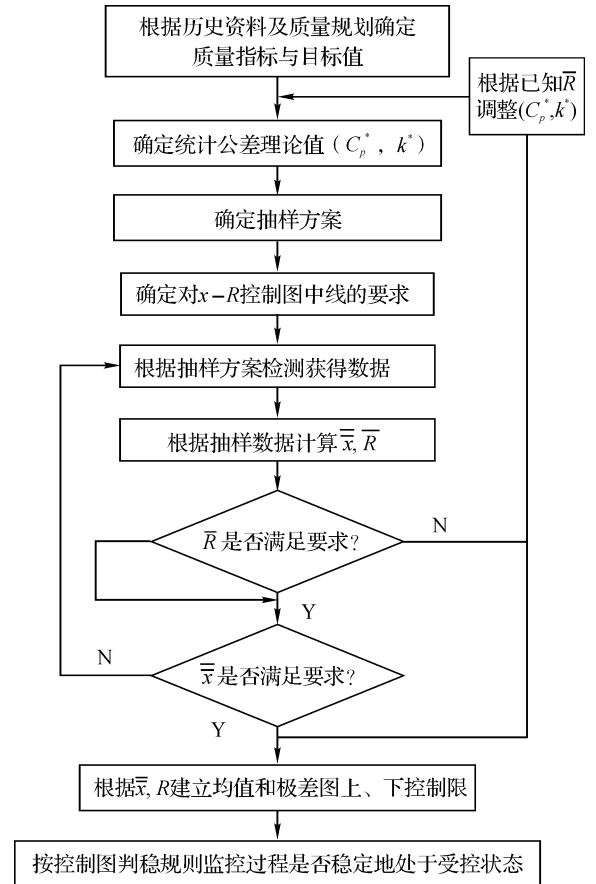 根据历史资料及质量规划确定
质量指标与目标值
根据已知R̅
调整(Cₚ*,k*)
确定统计公差理论值（Cₚ*，k*）
确定抽样方案
确定对x−R控制图中线的要求
根据抽样方案检测获得数据
根据抽样数据计算x̿, R̅
R̅是否满足要求?
N
Y
x̿是否满足要求?
N
Y
根据x̿, R建立均值和极差图上、下控制限
按控制图判稳规则监控过程是否稳定地处于受控状态